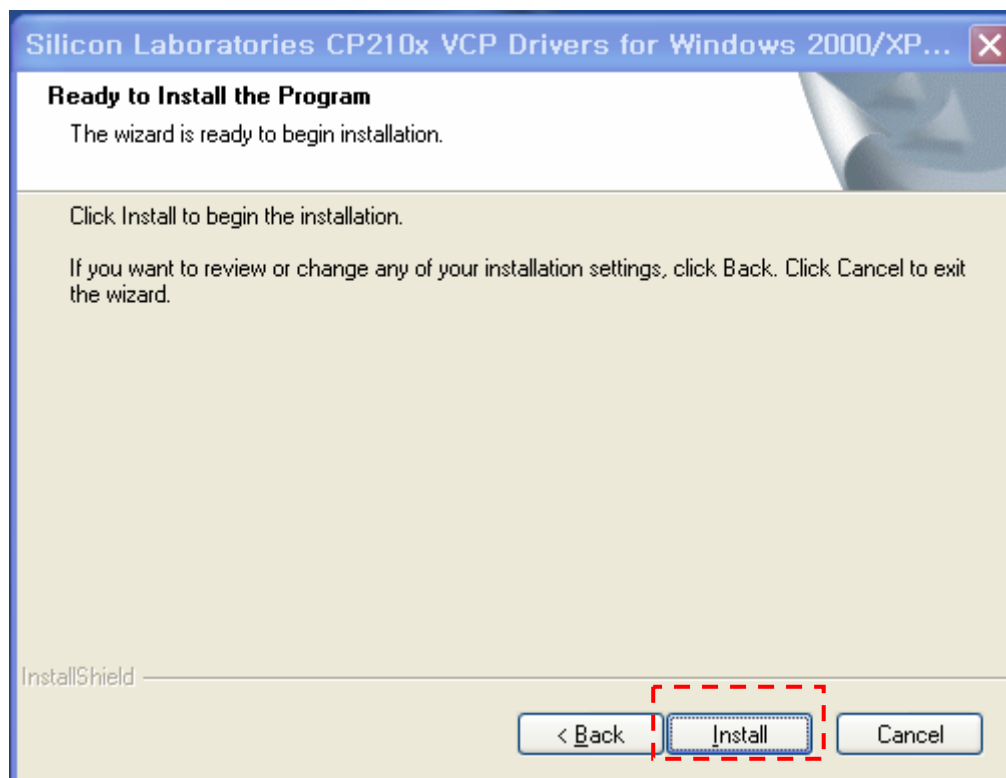 Silicon Laboratories CP210x VCP Drivers for Windows 2000/XP...
Ready to Install the Program
The wizard is ready to begin installation.
Click Install to begin the installation.
If you want to review or change any of your installation settings, click Back. Click Cancel to exit
the wizard.
InstallShield
< Back Install Cancel